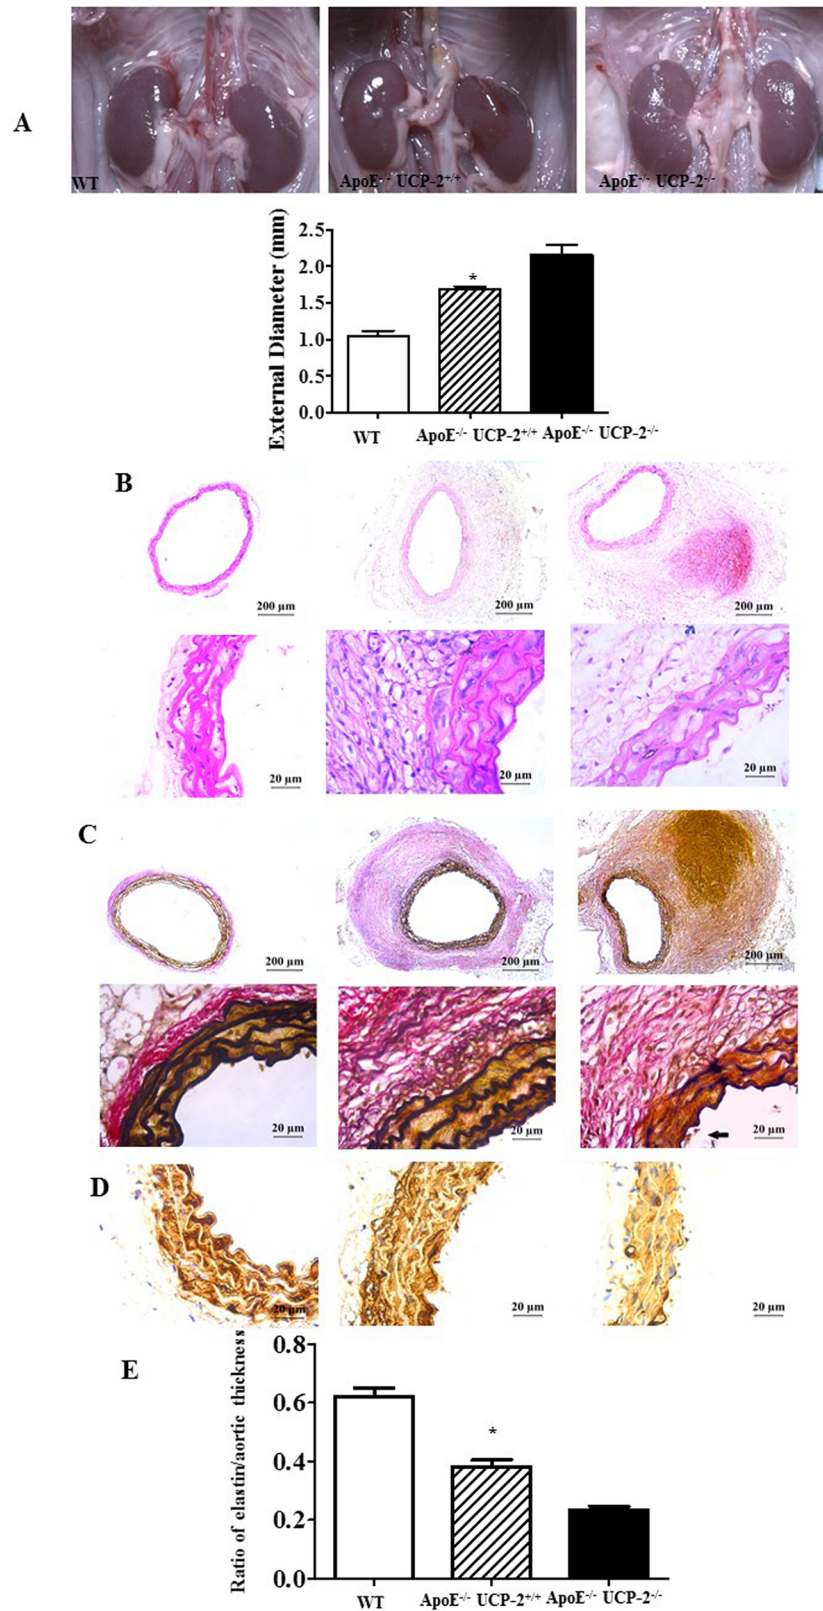 A
WT
ApoE⁻/⁻ UCP-2⁺/⁺
ApoE⁻/⁻ UCP-2⁻/⁻
External Diameter (mm)
2.5
2.0
1.5
1.0
0.5
0.0
*
WT
ApoE⁻/⁻ UCP-2⁺/⁺
ApoE⁻/⁻ UCP-2⁻/⁻
B
200 µm
200 µm
200 µm
20 µm
20 µm
20 µm
C
200 µm
200 µm
200 µm
20 µm
20 µm
20 µm
D
20 µm
20 µm
20 µm
E
Ratio of elastin/aortic thickness
0.8
0.6
0.4
0.2
0.0
*
WT
ApoE⁻/⁻ UCP-2⁺/⁺
ApoE⁻/⁻ UCP-2⁻/⁻